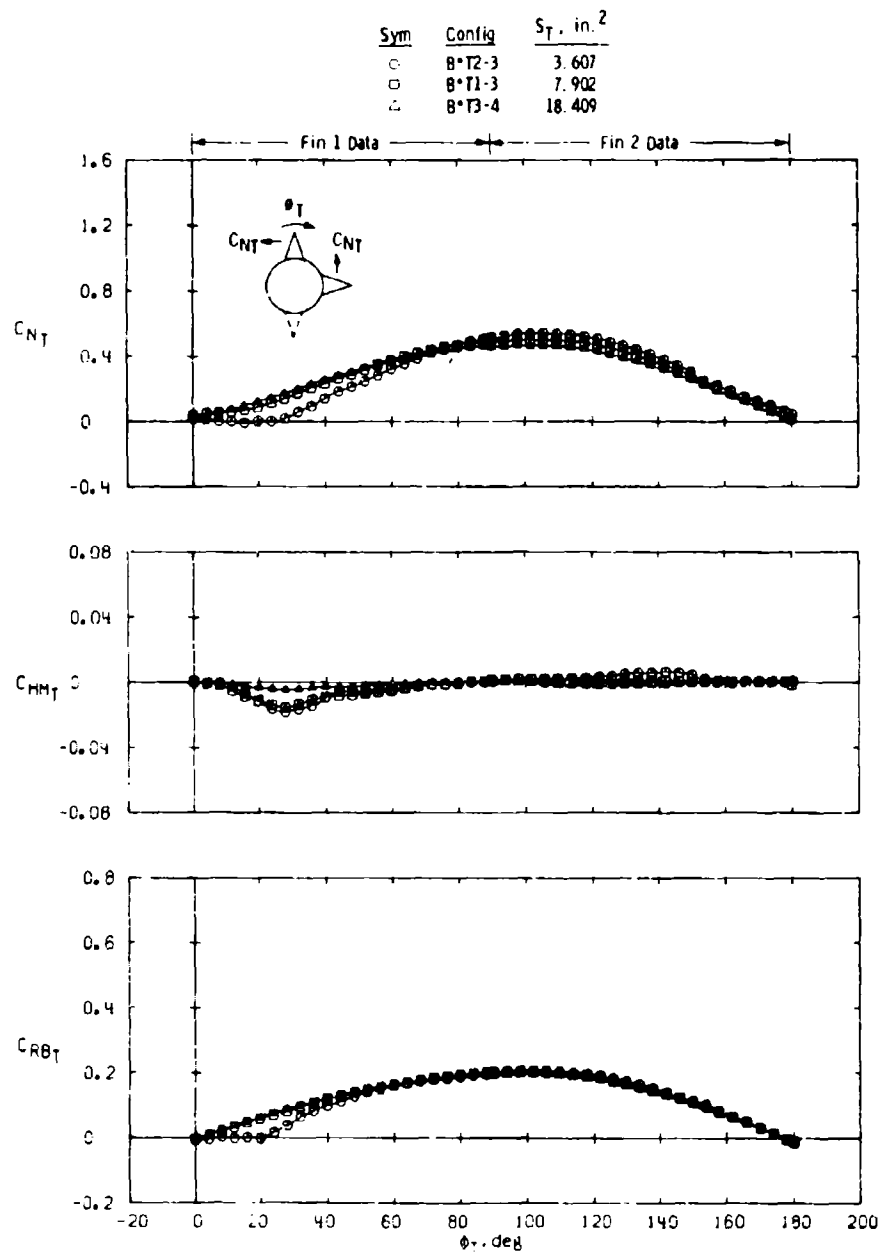 Sym Config S_T, in.²
○ B*T2-3 3.607
□ B*T1-3 7.902
△ B*T3-4 18.409
Fin 1 Data Fin 2 Data
1.6
1.2
0.8
0.4
0
-0.4
C_NT
ø_T
C_NT C_NT
0.08
0.04
0
-0.04
-0.08
C_HMT
0.8
0.6
0.4
0.2
0
-0.2
C_RBT
-20 0 20 40 60 80 100 120 140 160 180 200
ø_T, deg